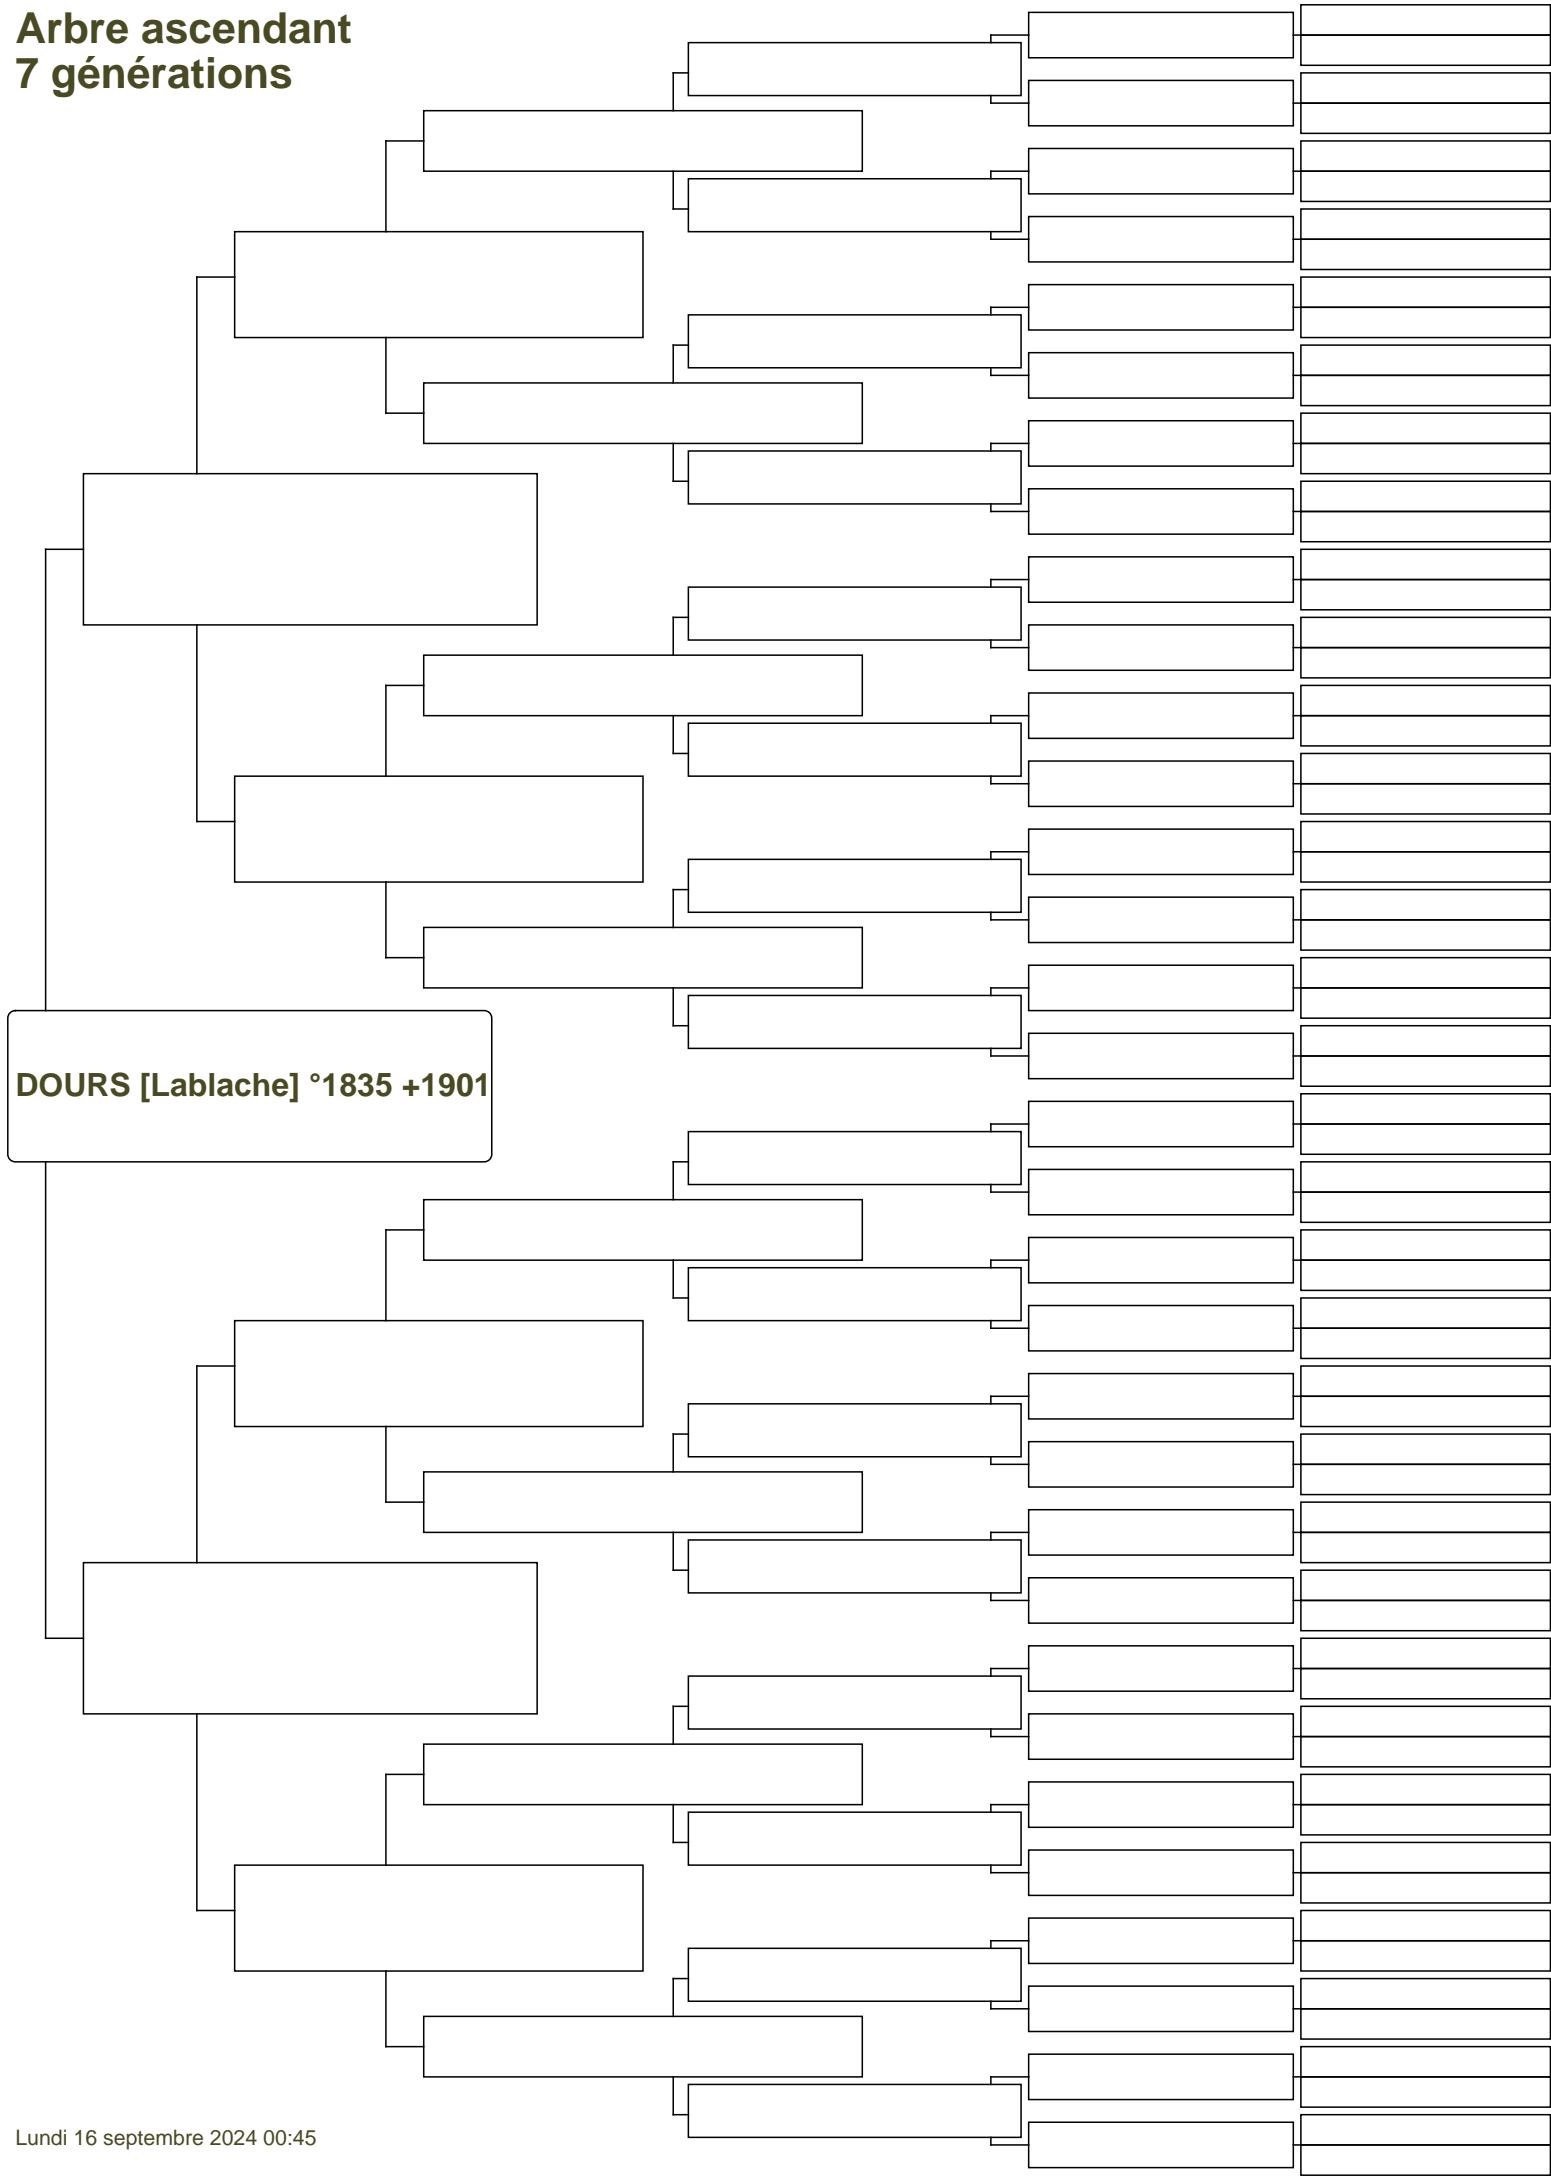 Arbre ascendant
7 générations
DOURS [Lablache] °1835 +1901
Lundi 16 septembre 2024 00:45